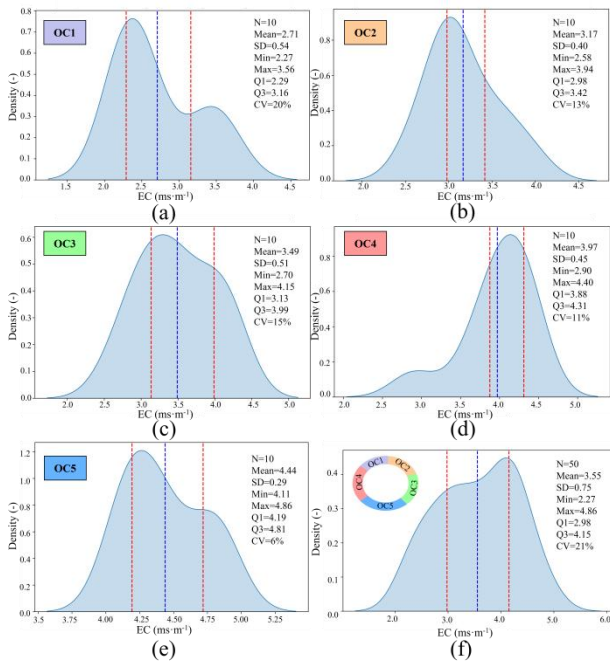 OC1
N=10
Mean=2.71
SD=0.54
Min=2.27
Max=3.56
Q1=2.29
Q3=3.16
CV=20%
Density (-)
0.8
0.7
0.6
0.5
0.4
0.3
0.2
0.1
0.0
1.5 2.0 2.5 3.0 3.5 4.0 4.5
EC (ms·m⁻¹)
(a)
OC2
N=10
Mean=3.17
SD=0.40
Min=2.58
Max=3.94
Q1=2.98
Q3=3.42
CV=13%
Density (-)
0.8
0.6
0.4
0.2
0.0
2.0 2.5 3.0 3.5 4.0 4.5
EC (ms·m⁻¹)
(b)
OC3
N=10
Mean=3.49
SD=0.51
Min=2.70
Max=4.15
Q1=3.13
Q3=3.99
CV=15%
Density (-)
0.6
0.5
0.4
0.3
0.2
0.1
0.0
2.0 2.5 3.0 3.5 4.0 4.5 5.0
EC (ms·m⁻¹)
(c)
OC4
N=10
Mean=3.97
SD=0.45
Min=2.90
Max=4.40
Q1=3.88
Q3=4.31
CV=11%
Density (-)
0.8
0.6
0.4
0.2
0.0
2.0 2.5 3.0 3.5 4.0 4.5 5.0
EC (ms·m⁻¹)
(d)
OC5
N=10
Mean=4.44
SD=0.29
Min=4.11
Max=4.86
Q1=4.19
Q3=4.81
CV=6%
Density (-)
1.2
1.0
0.8
0.6
0.4
0.2
0.0
3.5 3.75 4.00 4.25 4.50 4.75 5.00 5.25
EC (ms·m⁻¹)
(e)
OC1
OC2
OC3
OC4
OC5
N=50
Mean=3.55
SD=0.75
Min=2.27
Max=4.86
Q1=2.98
Q3=4.15
CV=21%
Density (-)
0.4
0.3
0.2
0.1
0.0
2.0 3.0 4.0 5.0 6.0
EC (ms·m⁻¹)
(f)